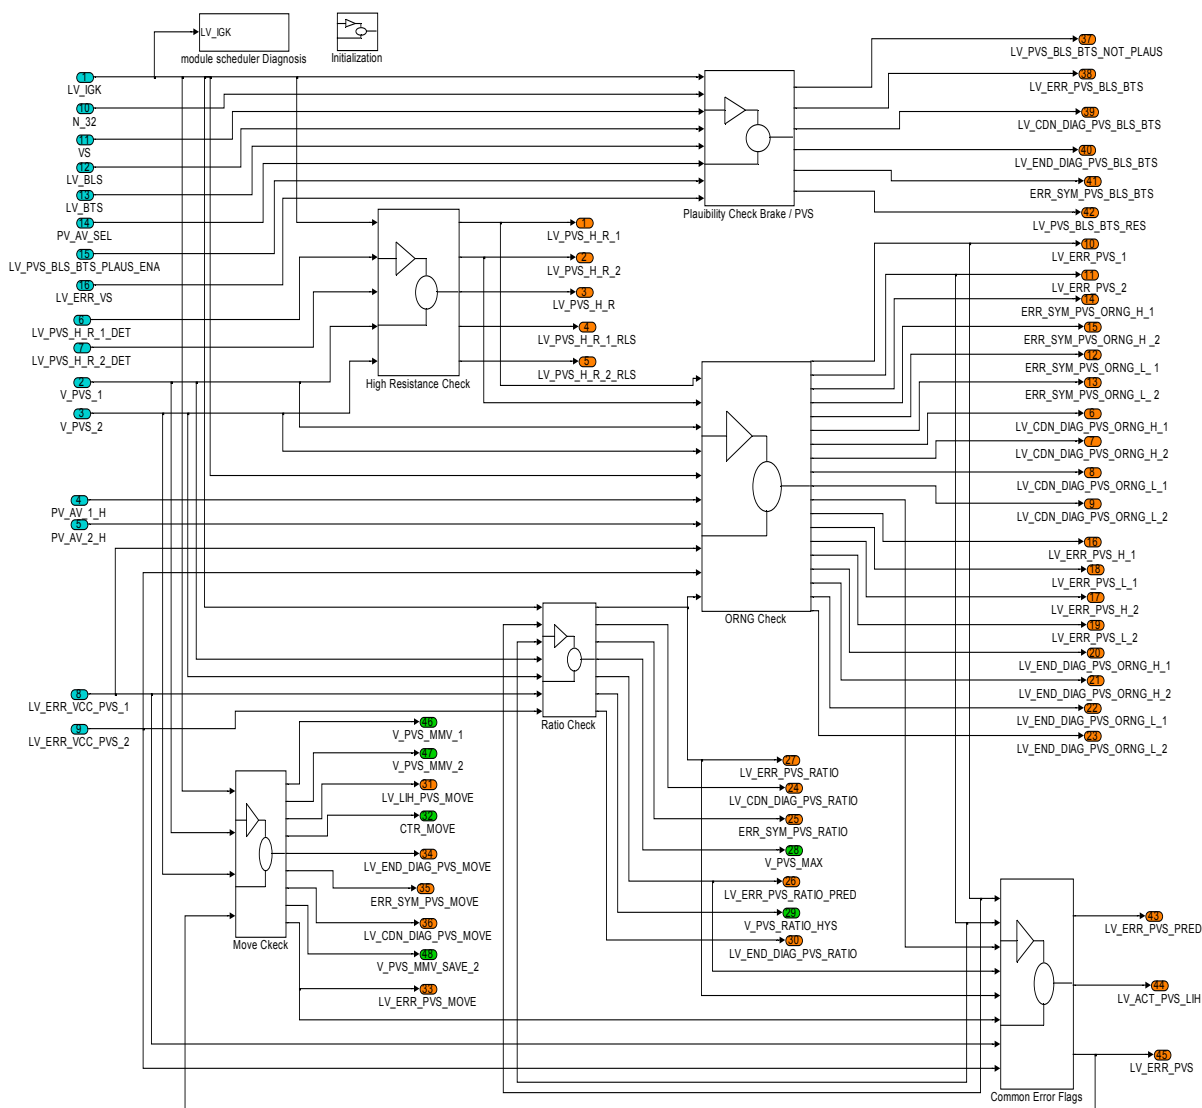 LV_IGK
module scheduler Diagnosis
Initialization
1
LV_IGK
10
N_32
11
VS
12
LV_BLS
13
LV_BTS
14
PV_AV_SEL
15
LV_PVS_BLS_BTS_PLAUS_ENA
16
LV_ERR_VS
6
LV_PVS_H_R_1_DET
7
LV_PVS_H_R_2_DET
2
V_PVS_1
3
V_PVS_2
4
PV_AV_1_H
5
PV_AV_2_H
8
LV_ERR_VCC_PVS_1
9
LV_ERR_VCC_PVS_2
Plauibility Check Brake / PVS
37
LV_PVS_BLS_BTS_NOT_PLAUS
38
LV_ERR_PVS_BLS_BTS
39
LV_CDN_DIAG_PVS_BLS_BTS
40
LV_END_DIAG_PVS_BLS_BTS
41
ERR_SYM_PVS_BLS_BTS
42
LV_PVS_BLS_BTS_RES
High Resistance Check
1
LV_PVS_H_R_1
2
LV_PVS_H_R_2
3
LV_PVS_H_R
4
LV_PVS_H_R_1_RLS
5
LV_PVS_H_R_2_RLS
ORNG Check
10
LV_ERR_PVS_1
11
LV_ERR_PVS_2
14
ERR_SYM_PVS_ORNG_H_1
15
ERR_SYM_PVS_ORNG_H _2
12
ERR_SYM_PVS_ORNG_L_ 1
13
ERR_SYM_PVS_ORNG_L_ 2
6
LV_CDN_DIAG_PVS_ORNG_H_1
7
LV_CDN_DIAG_PVS_ORNG_H_2
8
LV_CDN_DIAG_PVS_ORNG_L_1
9
LV_CDN_DIAG_PVS_ORNG_L_2
16
LV_ERR_PVS_H_1
18
LV_ERR_PVS_L_1
17
LV_ERR_PVS_H_2
19
LV_ERR_PVS_L_2
20
LV_END_DIAG_PVS_ORNG_H_1
21
LV_END_DIAG_PVS_ORNG_H_2
22
LV_END_DIAG_PVS_ORNG_L_1
23
LV_END_DIAG_PVS_ORNG_L_2
Ratio Check
27
LV_ERR_PVS_RATIO
24
LV_CDN_DIAG_PVS_RATIO
25
ERR_SYM_PVS_RATIO
28
V_PVS_MAX
26
LV_ERR_PVS_RATIO_PRED
29
V_PVS_RATIO_HYS
30
LV_END_DIAG_PVS_RATIO
Move Ckeck
46
V_PVS_MMV_1
47
V_PVS_MMV_2
31
LV_LIH_PVS_MOVE
32
CTR_MOVE
34
LV_END_DIAG_PVS_MOVE
35
ERR_SYM_PVS_MOVE
36
LV_CDN_DIAG_PVS_MOVE
48
V_PVS_MMV_SAVE_2
33
LV_ERR_PVS_MOVE
Common Error Flags
43
LV_ERR_PVS_PRED
44
LV_ACT_PVS_LIH
45
LV_ERR_PVS